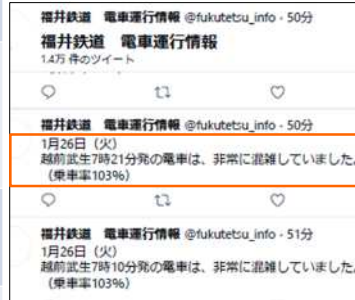 福井鉄道　電車運行情報 @fukutetsu_info - 50分
福井鉄道　電車運行情報
1.4万 件のツイート
福井鉄道　電車運行情報 @fukutetsu_info - 50分
1月26日（火）
越前武生7時21分発の電車は、非常に混雑していました。
（乗車率103%）
福井鉄道　電車運行情報 @fukutetsu_info - 51分
1月26日（火）
越前武生7時10分発の電車は、非常に混雑していました。
（乗車率103%）